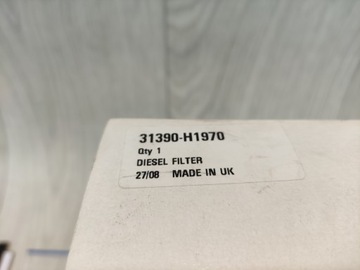 31390-H1970
Qty 1
DIESEL FILTER
27/08 MADE IN UK